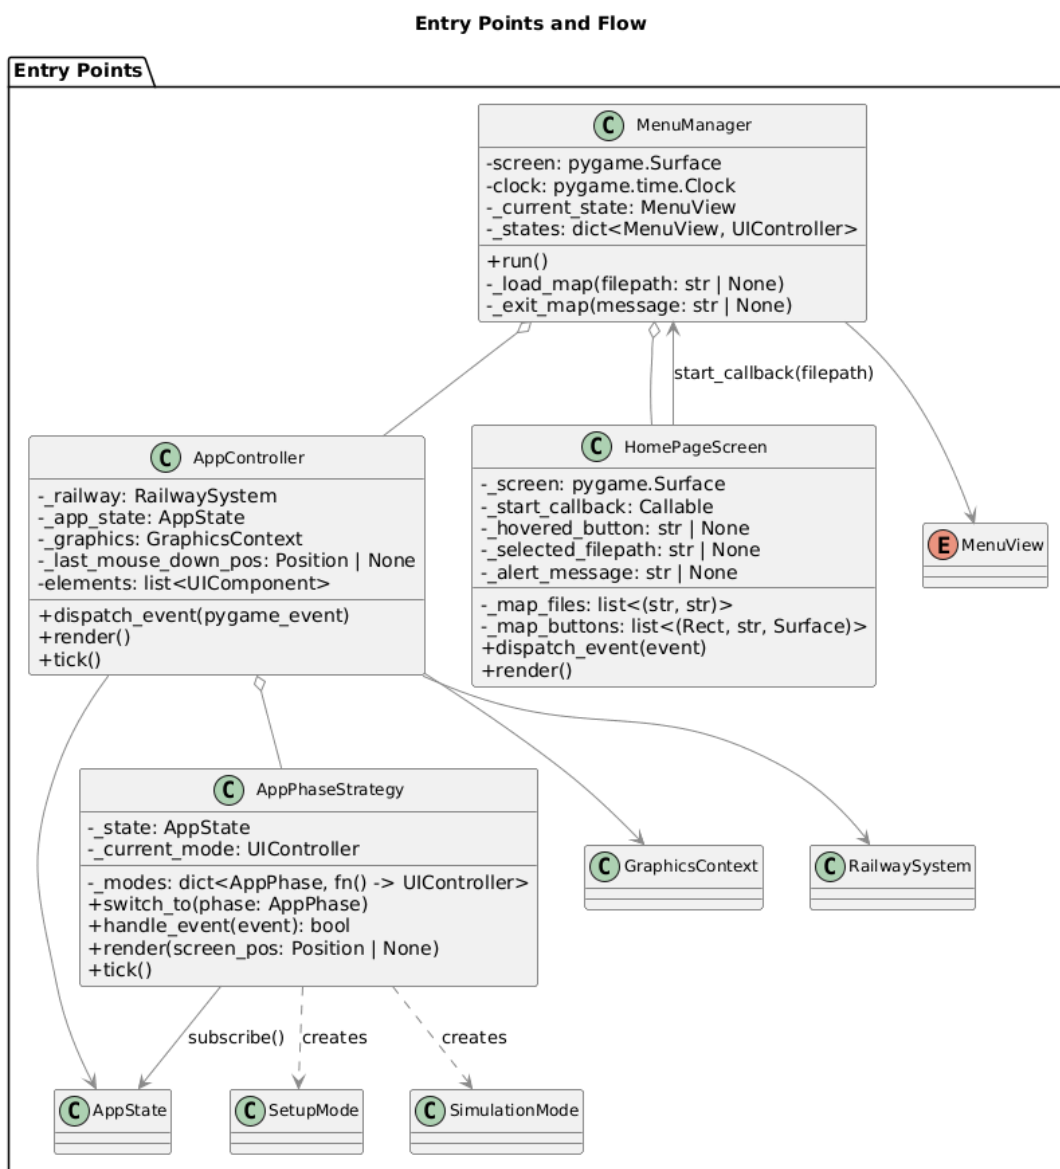 Entry Points and Flow
Entry Points
C MenuManager
-screen: pygame.Surface
-clock: pygame.time.Clock
-_current_state: MenuView
-_states: dict<MenuView, UIController>
+run()
-_load_map(filepath: str | None)
-_exit_map(message: str | None)
start_callback(filepath)
C AppController
-_railway: RailwaySystem
-_app_state: AppState
-_graphics: GraphicsContext
-_last_mouse_down_pos: Position | None
-elements: list<UIComponent>
+dispatch_event(pygame_event)
+render()
+tick()
C HomePageScreen
-_screen: pygame.Surface
-_start_callback: Callable
-_hovered_button: str | None
-_selected_filepath: str | None
-_alert_message: str | None
-_map_files: list<(str, str)>
-_map_buttons: list<(Rect, str, Surface)>
+dispatch_event(event)
+render()
E MenuView
C AppPhaseStrategy
-_state: AppState
-_current_mode: UIController
-_modes: dict<AppPhase, fn() -> UIController>
+switch_to(phase: AppPhase)
+handle_event(event): bool
+render(screen_pos: Position | None)
+tick()
C GraphicsContext
C RailwaySystem
subscribe()
creates
creates
C AppState
C SetupMode
C SimulationMode